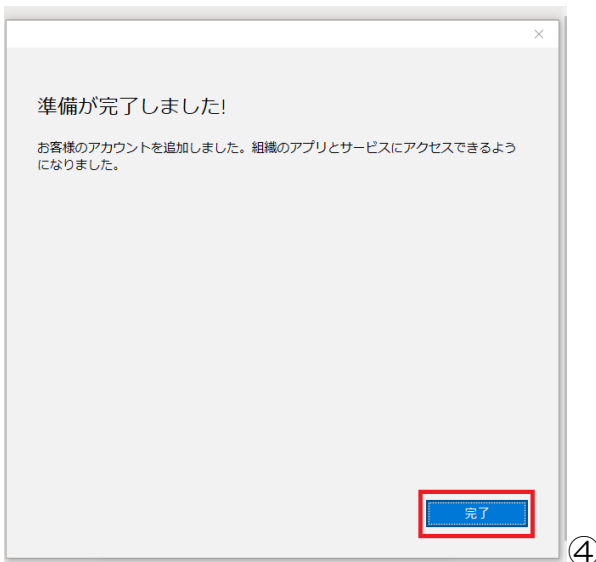 準備が完了しました!
お客様のアカウントを追加しました。組織のアプリとサービスにアクセスできるよう
になりました。
完了
④